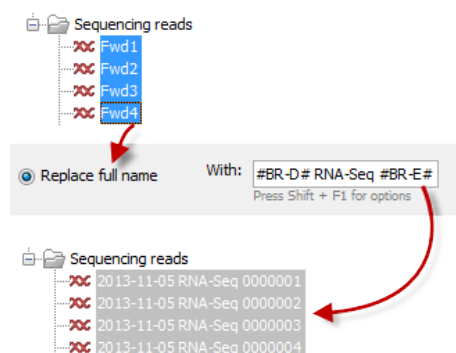 Sequencing reads
Fwd1
Fwd2
Fwd3
Fwd4
Replace full name With: #BR-D# RNA-Seq #BR-E#
Press Shift + F1 for options
Sequencing reads
2013-11-05 RNA-Seq 0000001
2013-11-05 RNA-Seq 0000002
2013-11-05 RNA-Seq 0000003
2013-11-05 RNA-Seq 0000004